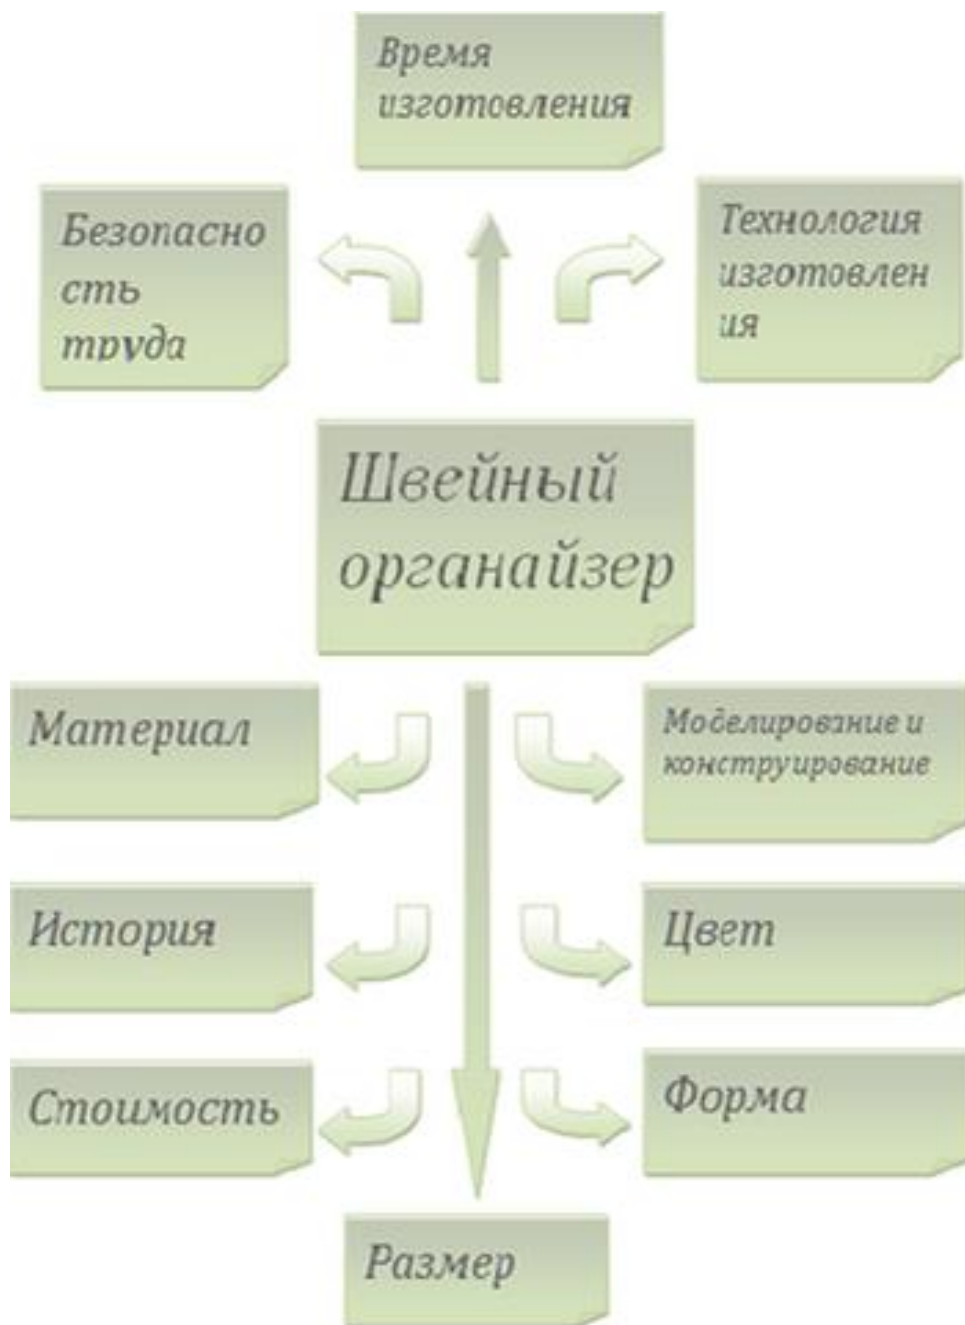 Время
изготовления
Безопасно
сть
труда
Технология
изготовлен
ия
Швейный
органайзер
Материал
Моделирование и
конструирование
История
Цвет
Стоимость
Форма
Размер